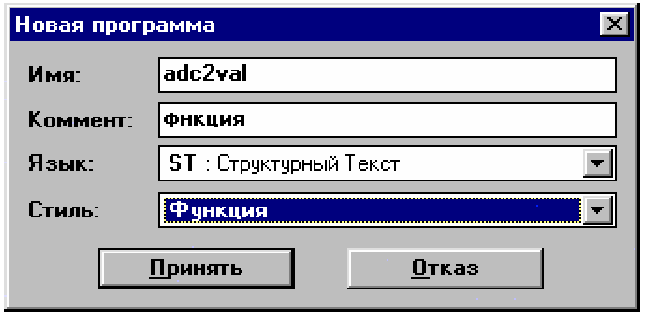 Новая программа
Имя: adc2val
Коммент: фнкция
Язык: ST : Структурный Текст
Стиль: Функция
Принять Отказ